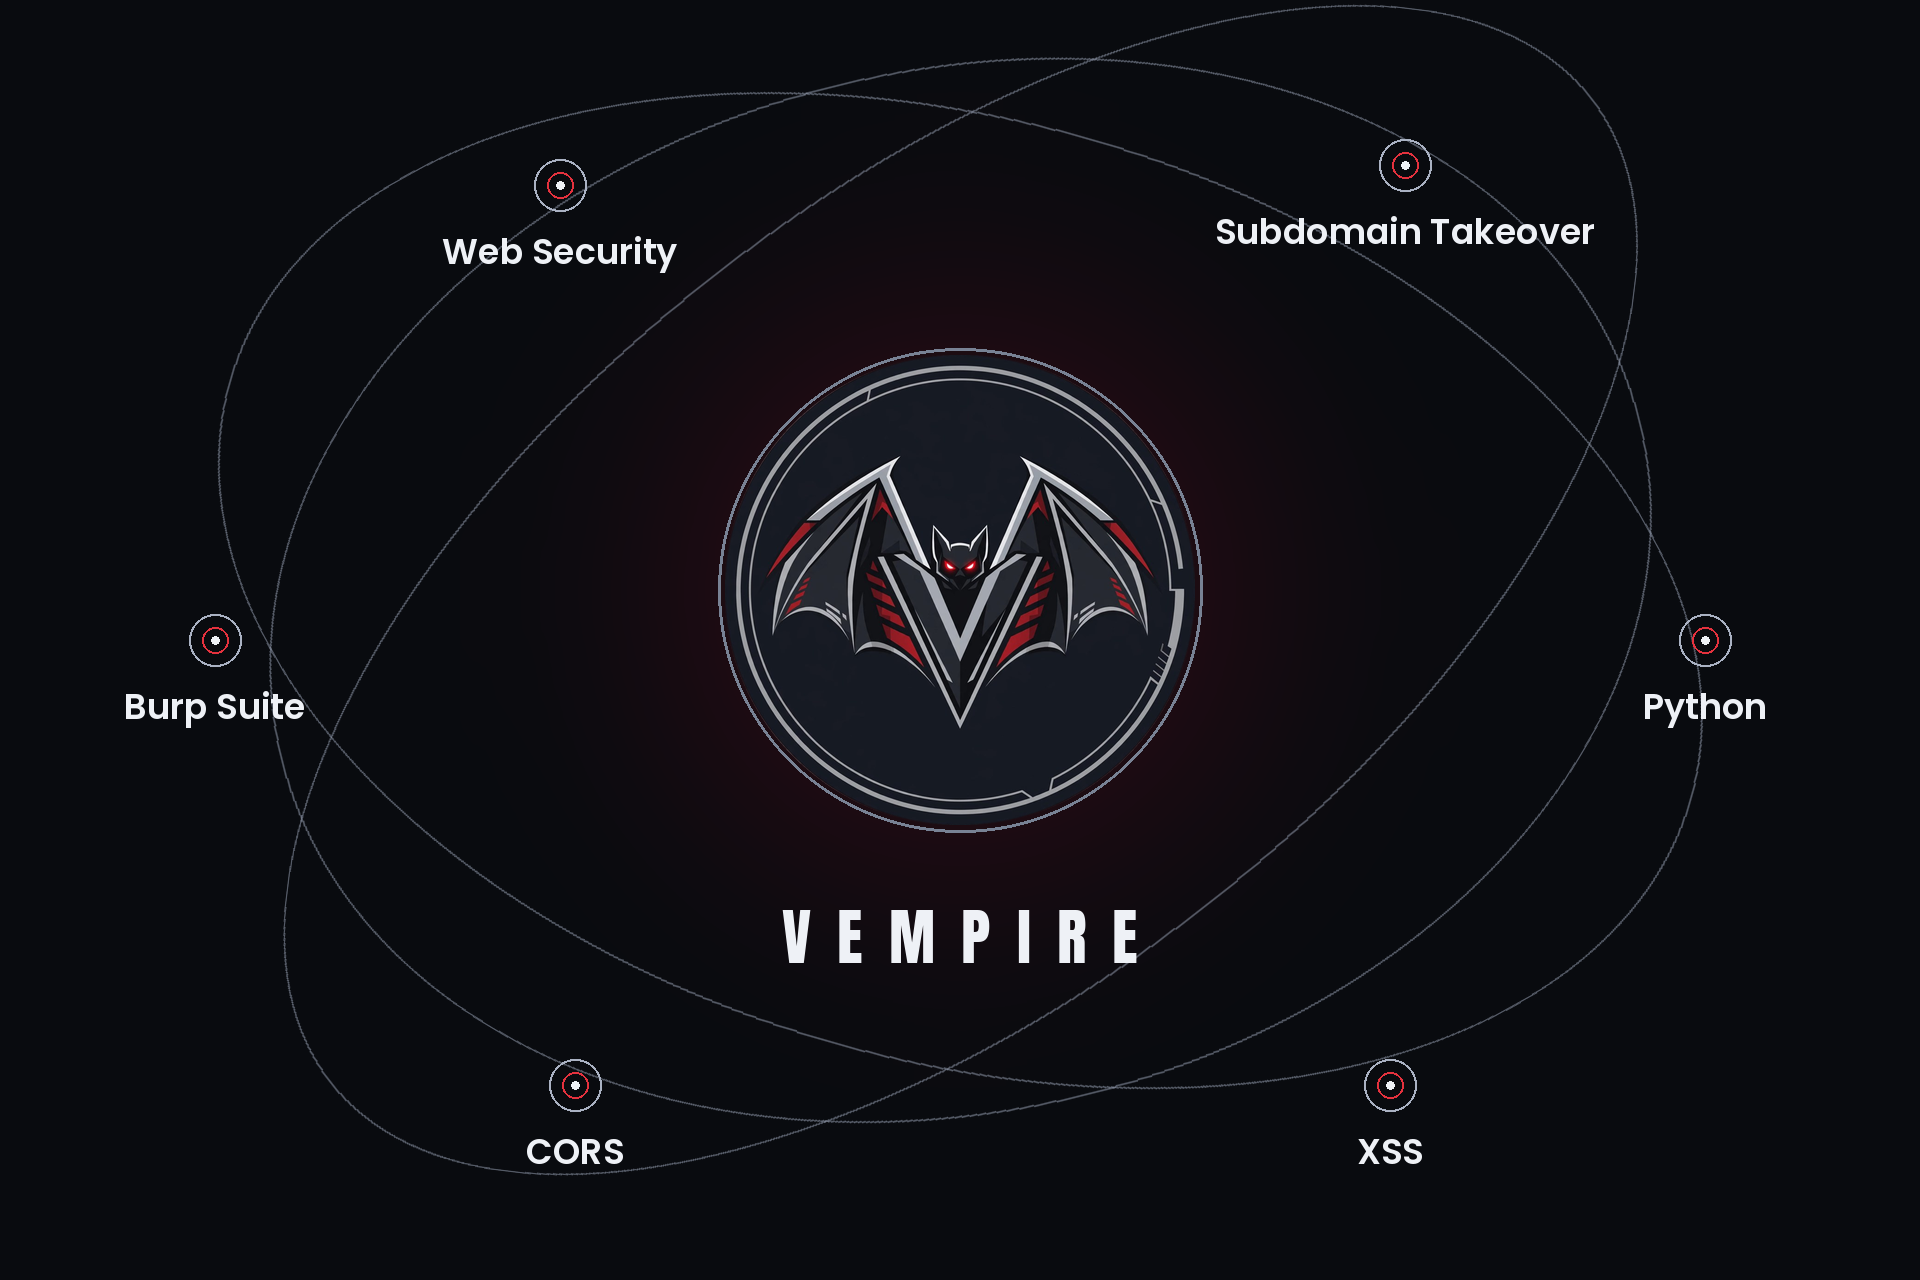 Web Security
Subdomain Takeover
Burp Suite
Python
VEMPIRE
CORS
XSS